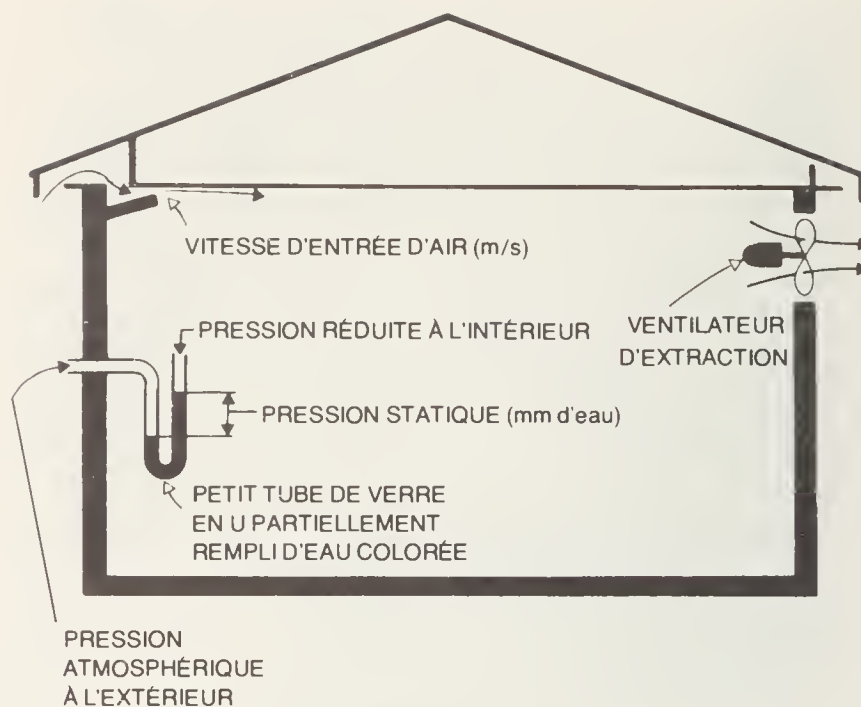 VITESSE D'ENTRÉE D'AIR (m/s)
PRESSION RÉDUITE À L'INTÉRIEUR
VENTILATEUR
D'EXTRACTION
PRESSION STATIQUE (mm d'eau)
PETIT TUBE DE VERRE
EN U PARTIELLEMENT
REMPLI D'EAU COLORÉE
PRESSION
ATMOSPHÉRIQUE
À L'EXTÉRIEUR